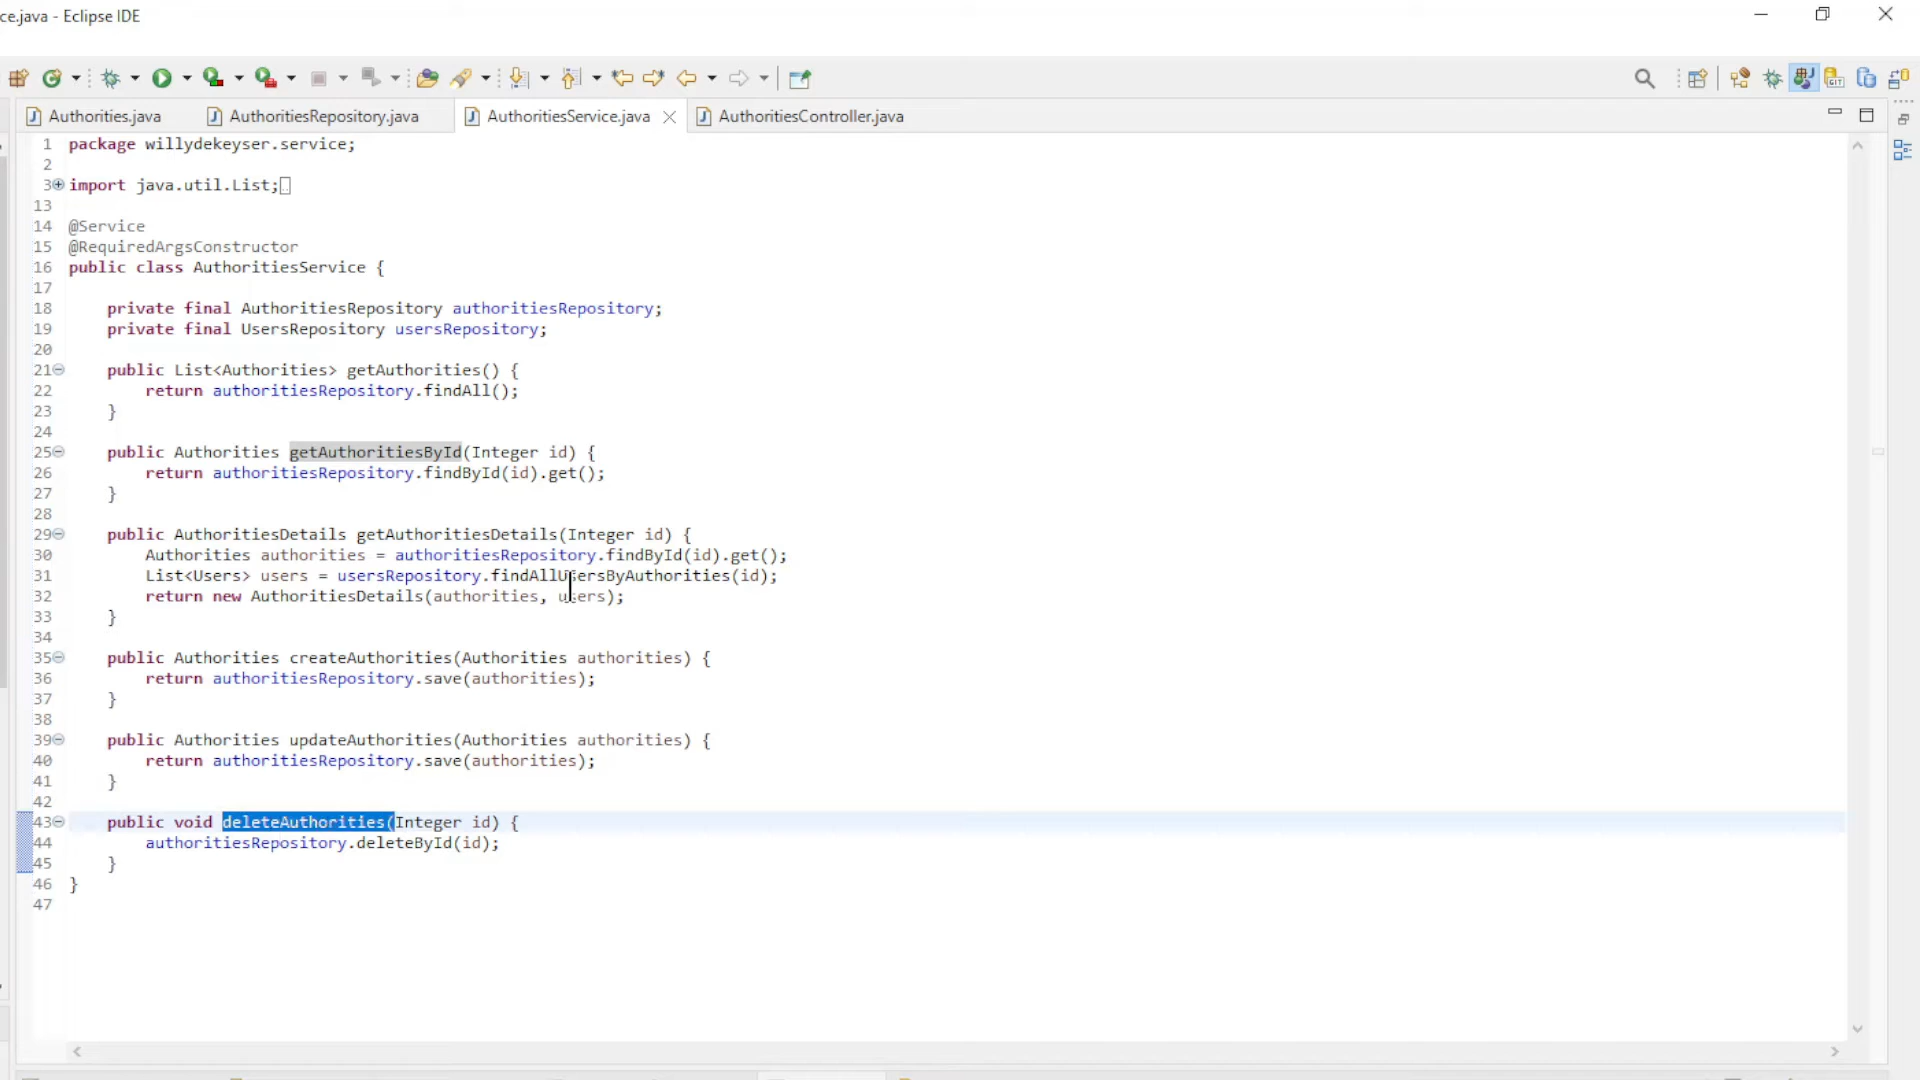 ce.java - Eclipse IDE
Authorities.java
AuthoritiesRepository.java
AuthoritiesService.java
AuthoritiesController.java
1 package willydekeyser.service;
2
3 import java.util.List;
13
14 @Service
15 @RequiredArgsConstructor
16 public class AuthoritiesService {
17
18 private final AuthoritiesRepository authoritiesRepository;
19 private final UsersRepository usersRepository;
20
21 public List<Authorities> getAuthorities() {
22 return authoritiesRepository.findAll();
23 }
24
25 public Authorities getAuthoritiesById(Integer id) {
26 return authoritiesRepository.findById(id).get();
27 }
28
29 public AuthoritiesDetails getAuthoritiesDetails(Integer id) {
30 Authorities authorities = authoritiesRepository.findById(id).get();
31 List<Users> users = usersRepository.findAllUsersByAuthorities(id);
32 return new AuthoritiesDetails(authorities, users);
33 }
34
35 public Authorities createAuthorities(Authorities authorities) {
36 return authoritiesRepository.save(authorities);
37 }
38
39 public Authorities updateAuthorities(Authorities authorities) {
40 return authoritiesRepository.save(authorities);
41 }
42
43 public void deleteAuthorities(Integer id) {
44 authoritiesRepository.deleteById(id);
45 }
46 }
47